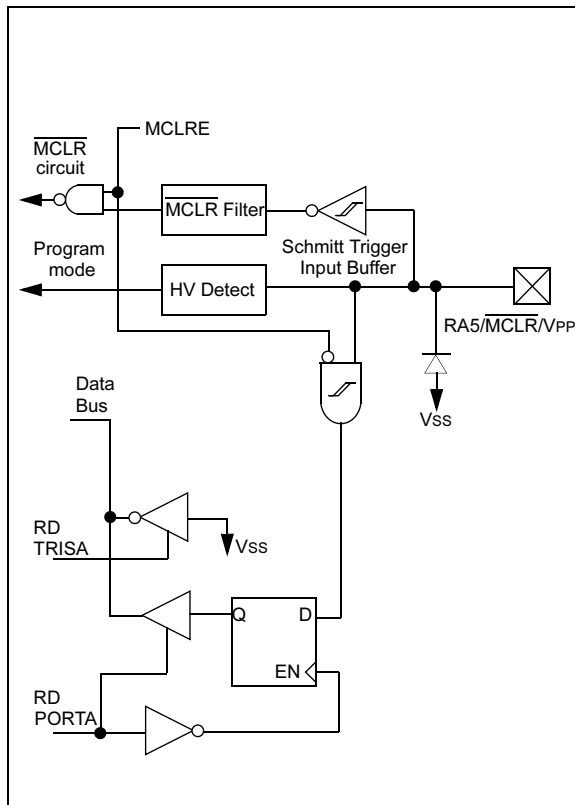 MCLRE
MCLR
circuit
MCLR Filter
Schmitt Trigger
Input Buffer
Program
mode
HV Detect
RA5/MCLR/VPP
VSS
Data
Bus
RD
TRISA
VSS
Q
D
EN
RD
PORTA